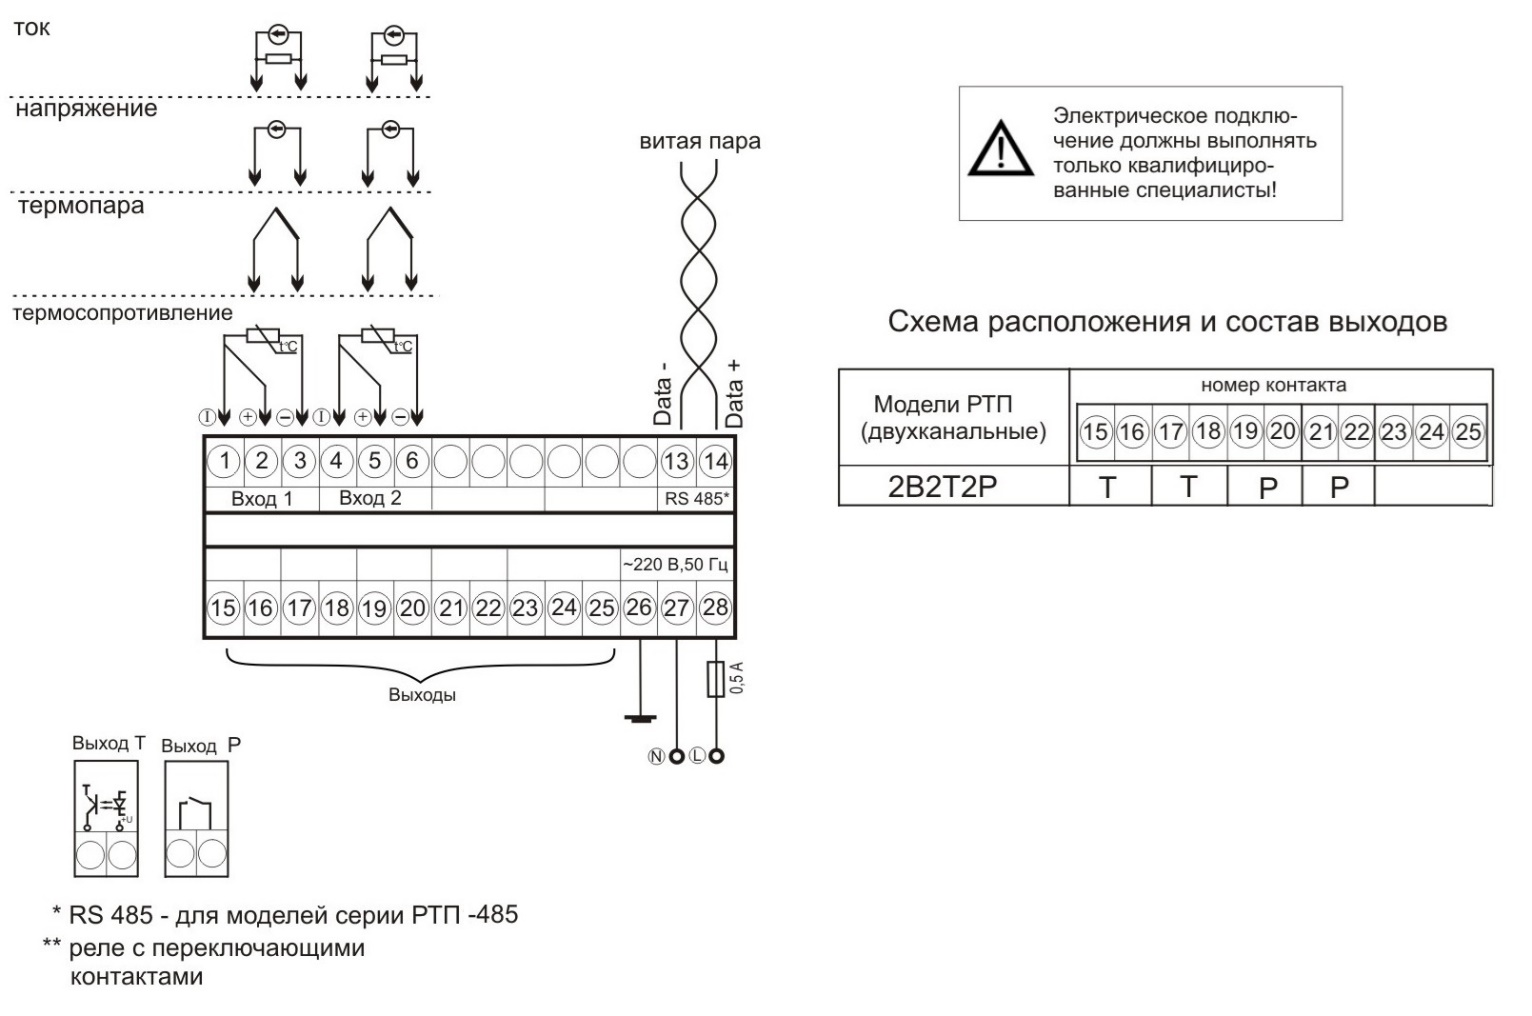 ток
напряжение
термопара
термосопротивление
t°C
t°C
I + − I + −
витая пара
Data -
Data +
1 2 3 4 5 6 13 14
Вход 1 Вход 2 RS 485*
~220 В,50 Гц
15 16 17 18 19 20 21 22 23 24 25 26 27 28
Выходы
0,5 А
N L
Выход Т
Т
+U
Выход Р
* RS 485 - для моделей серии РТП -485
** реле с переключающими
контактами
Электрическое подклю-
чение должны выполнять
только квалифициро-
ванные специалисты!
Схема расположения и состав выходов
Модели РТП
(двухканальные)
номер контакта
15 16 17 18 19 20 21 22 23 24 25
2В2Т2Р Т Т Р Р